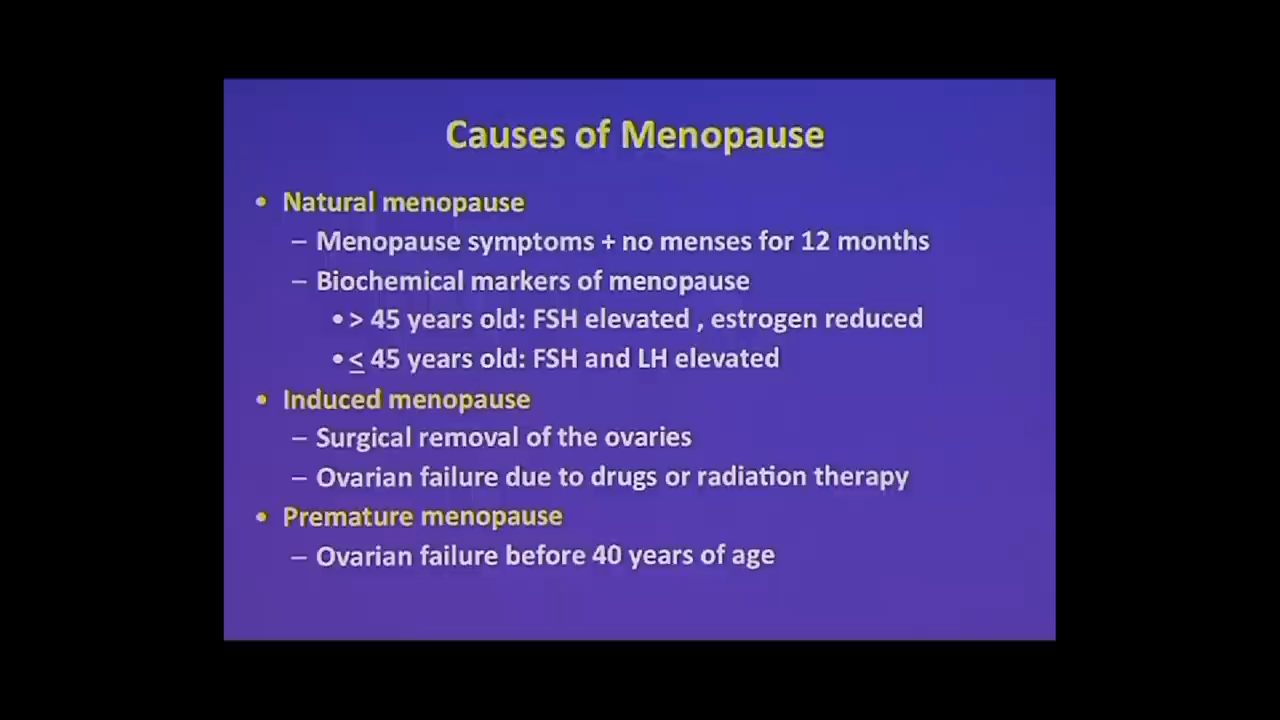 Causes of Menopause
• Natural menopause
– Menopause symptoms + no menses for 12 months
– Biochemical markers of menopause
• > 45 years old: FSH elevated , estrogen reduced
• ≤ 45 years old: FSH and LH elevated
• Induced menopause
– Surgical removal of the ovaries
– Ovarian failure due to drugs or radiation therapy
• Premature menopause
– Ovarian failure before 40 years of age